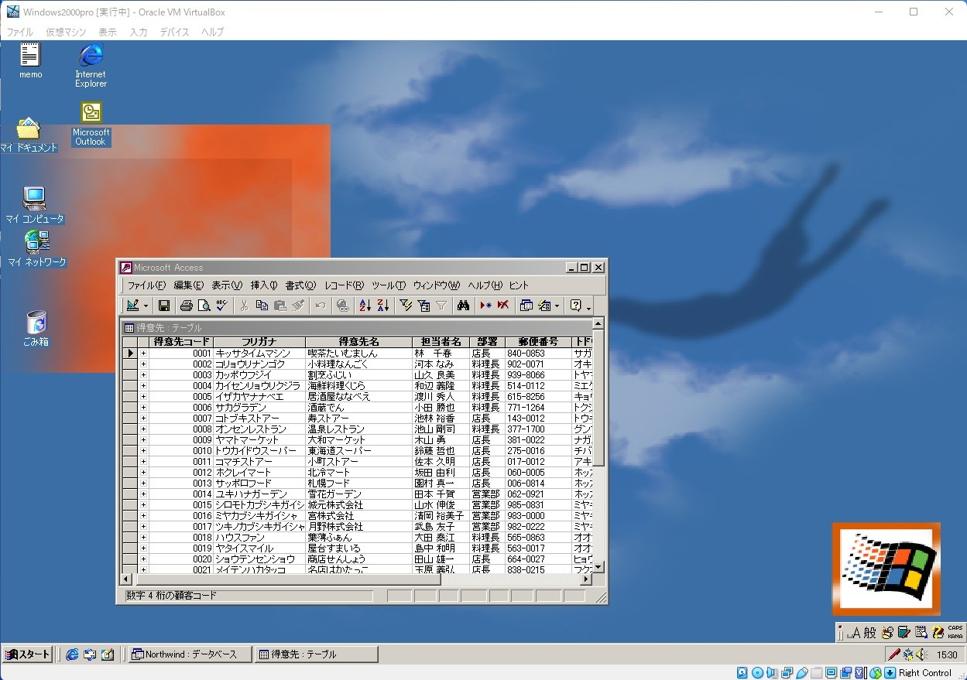 Windows2000pro [実行中] - Oracle VM VirtualBox
ファイル 仮想マシン 表示 入力 デバイス ヘルプ
memo
Internet Explorer
マイ ドキュメント
Microsoft Outlook
マイ コンピュータ
マイ ネットワーク
ごみ箱
Microsoft Access
ファイル(F) 編集(E) 表示(V) 挿入(I) 書式(O) レコード(R) ツール(T) ウィンドウ(W) ヘルプ(H) ヒント
得意先 : テーブル
得意先コード フリガナ 得意先名 担当者名 部署 郵便番号 トド
0001 キッサタイムマシン 喫茶たいむましん 林 千春 店長 840-0853 サガ
0002 コリョウリナンゴク 小料理なんごく 河本 なみ 料理長 902-0071 オキ
0003 カッポウフジイ 割烹ふじい 山久 良美 料理長 939-8066 トヤ
0004 カイセンリョウリクジラ 海鮮料理くじら 和辺 義隆 料理長 514-0112 ミエ
0005 イザカヤナナベエ 居酒屋ななべえ 渡川 秀人 料理長 615-8256 キョ
0006 サカグラデン 酒蔵でん 小田 勝也 料理長 771-1264 トク
0007 コトブキストアー 寿ストアー 池林 裕香 店長 143-0012 トウ
0008 オンセンレストラン 温泉レストラン 池山 剛司 料理長 377-1700 グン
0009 ヤマトマーケット 大和マーケット 木山 勇 店長 381-0022 ナガ
0010 トウカイドウスーパー 東海道スーパー 鈴藤 哲也 店長 275-0016 チバ
0011 コマチストアー 小町ストアー 佐本 久明 店長 017-0012 アキ
0012 ホクレイマート 北冷マート 坂田 由利 店長 060-0005 ホッ
0013 サッポロフード 札幌フード 園村 真一 店長 006-0814 ホッ
0014 ユキハナガーデン 雪花ガーデン 田本 千賀 営業部 062-0921 ホッ
0015 シロモトカブシキガイシ 城元株式会社 山水 伸俊 営業部 985-0831 ミヤ
0016 ミヤカブシキガイシャ 宮株式会社 清岡 裕美子 営業部 983-0000 ミヤ
0017 ツキノカブシキガイシャ 月野株式会社 武島 友子 営業部 982-0222 ミヤ
0018 ハウスファン 葉薄ふぁん 大田 泰江 料理長 565-0863 オオ
0019 ヤタイスマイル 屋台すまいる 島中 和明 料理長 563-0017 オオ
0020 ショウテンセンショウ 商店せんしょう 田山 雄一 店長 664-0027 ヒョ
0021 メイテンハカタッコ 名店はかたっこ 玉原 義弘 店長 838-0215 フク
数字 4 桁の顧客コード
A 般 CAPS KANA
スタート Northwind : データベース 得意先 : テーブル 15:30
Right Control